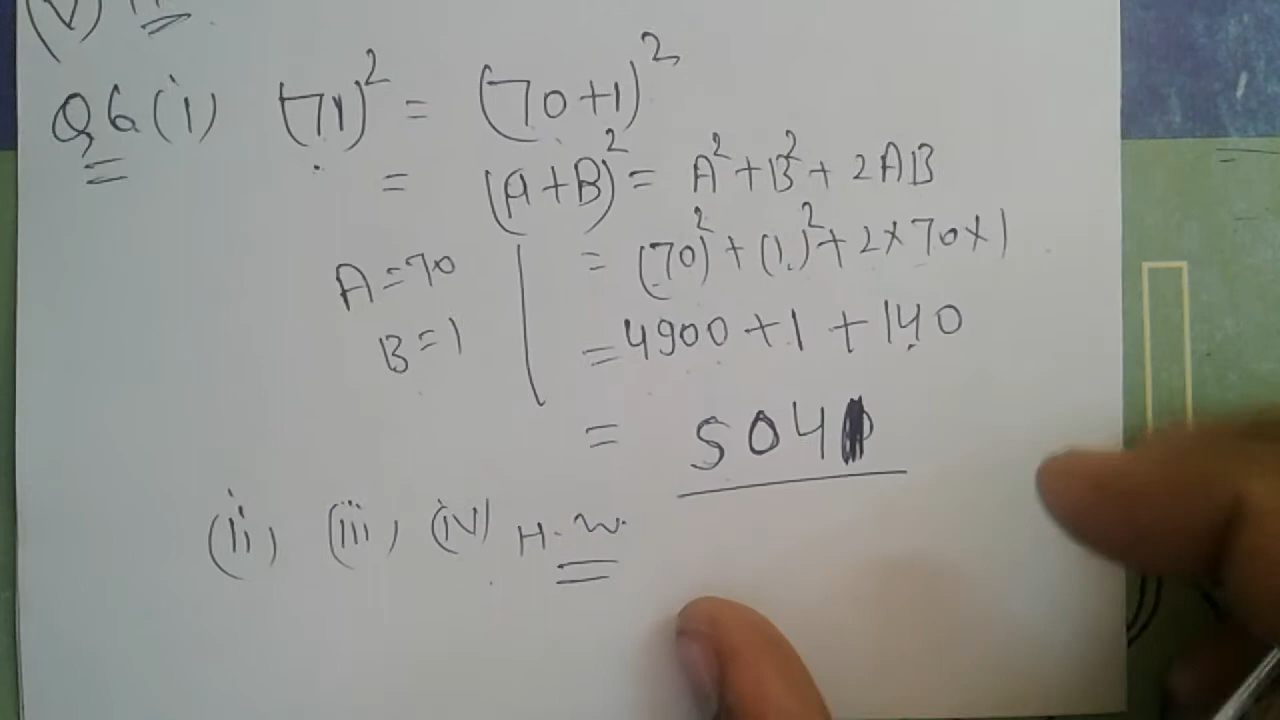 (V) 
Q6 (i) (71)² = (70+1)²
= (A+B)² = A²+B²+ 2AB
A=70 = (70)² + (1)² + 2×70×1
B=1 = 4900 + 1 + 140
= 5041
(ii), (iii), (iv) H.W.